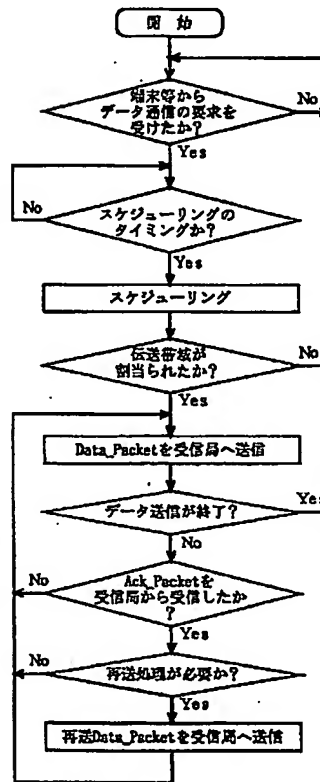 開 始
端末等から
データ通信の要求を
受けたか?
No
Yes
スケジューリングの
タイミングか?
No
Yes
スケジューリング
伝送帯域が
割当られたか?
No
Yes
Data_Packetを受信局へ送信
データ送信が終了?
Yes
No
Ack_Packetを
受信局から受信したか
?
No
Yes
再送処理が必要か?
No
Yes
再送Data_Packetを受信局へ送信